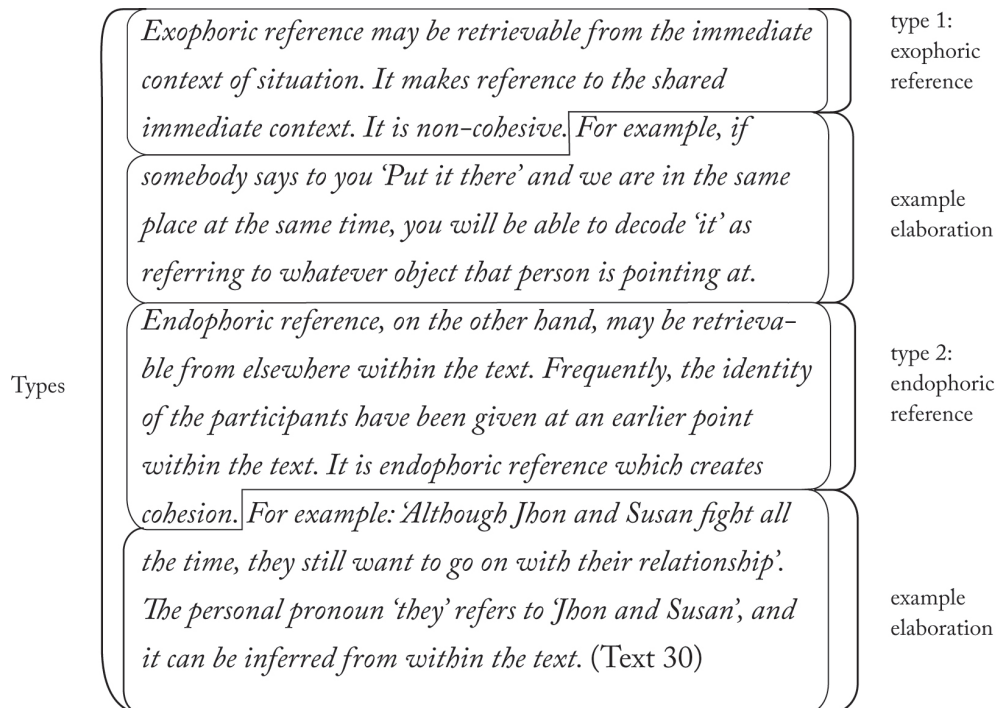 Types
Exophoric reference may be retrievable from the immediate
context of situation. It makes reference to the shared
immediate context. It is non-cohesive. For example, if
somebody says to you ‘Put it there’ and we are in the same
place at the same time, you will be able to decode ‘it’ as
referring to whatever object that person is pointing at.
Endophoric reference, on the other hand, may be retrieva-
ble from elsewhere within the text. Frequently, the identity
of the participants have been given at an earlier point
within the text. It is endophoric reference which creates
cohesion. For example: ‘Although Jhon and Susan fight all
the time, they still want to go on with their relationship’.
The personal pronoun ‘they’ refers to ‘Jhon and Susan’, and
it can be inferred from within the text. (Text 30)
type 1:
exophoric
reference
example
elaboration
type 2:
endophoric
reference
example
elaboration